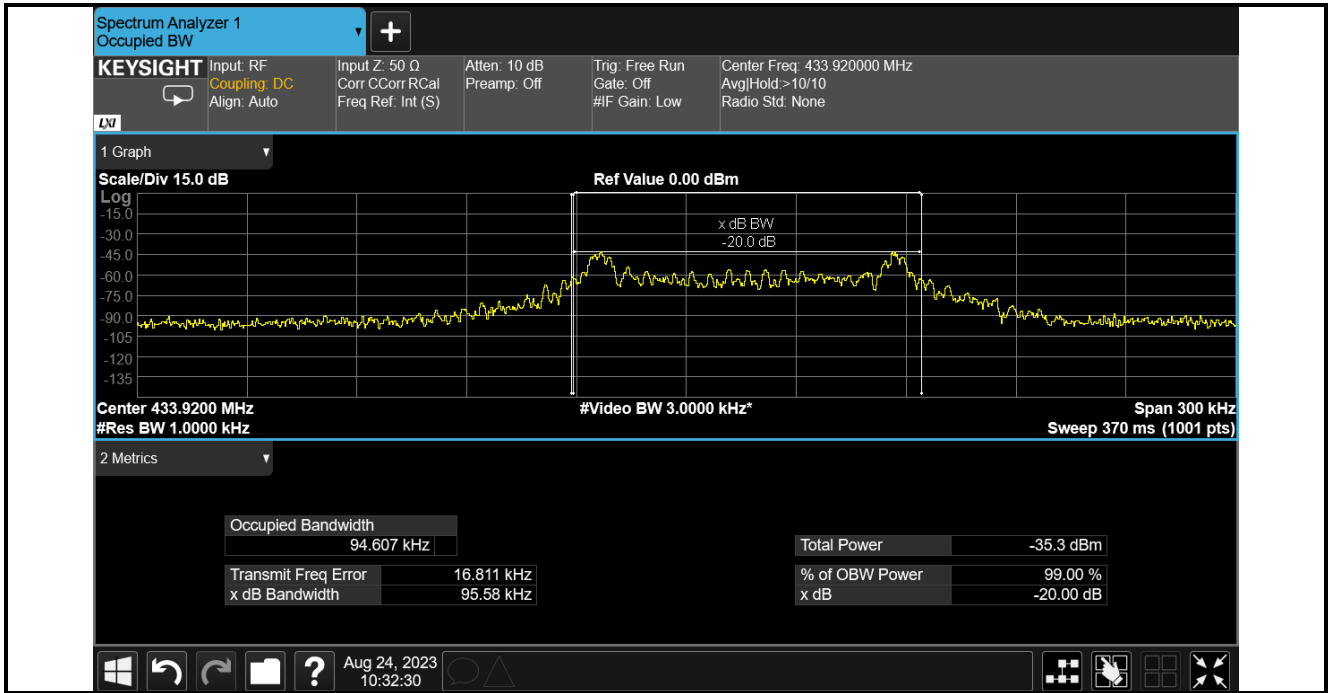 Spectrum Analyzer 1
Occupied BW
KEYSIGHT
LXI
Input: RF
Coupling: DC
Align: Auto
Input Z: 50 Ω
Corr CCorr RCal
Freq Ref: Int (S)
Atten: 10 dB
Preamp: Off
Trig: Free Run
Gate: Off
#IF Gain: Low
Center Freq: 433.920000 MHz
Avg|Hold:>10/10
Radio Std: None
1 Graph
Scale/Div 15.0 dB
Ref Value 0.00 dBm
Log
-15.0
-30.0
-45.0
-60.0
-75.0
-90.0
-105
-120
-135
x dB BW
-20.0 dB
Center 433.9200 MHz
#Video BW 3.0000 kHz*
Span 300 kHz
#Res BW 1.0000 kHz
Sweep 370 ms (1001 pts)
2 Metrics
Occupied Bandwidth
94.607 kHz
Transmit Freq Error 16.811 kHz
x dB Bandwidth 95.58 kHz
Total Power -35.3 dBm
% of OBW Power 99.00 %
x dB -20.00 dB
?
Aug 24, 2023
10:32:30